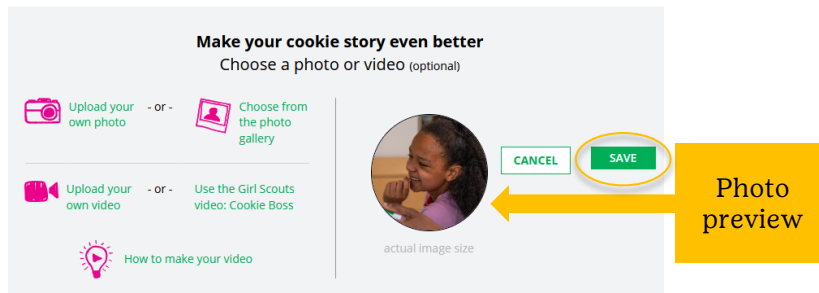 Make your cookie story even better
Choose a photo or video (optional)
Upload your
own photo
- or -
Choose from
the photo
gallery
Upload your
own video
- or -
Use the Girl Scouts
video: Cookie Boss
How to make your video
actual image size
CANCEL
SAVE
Photo
preview